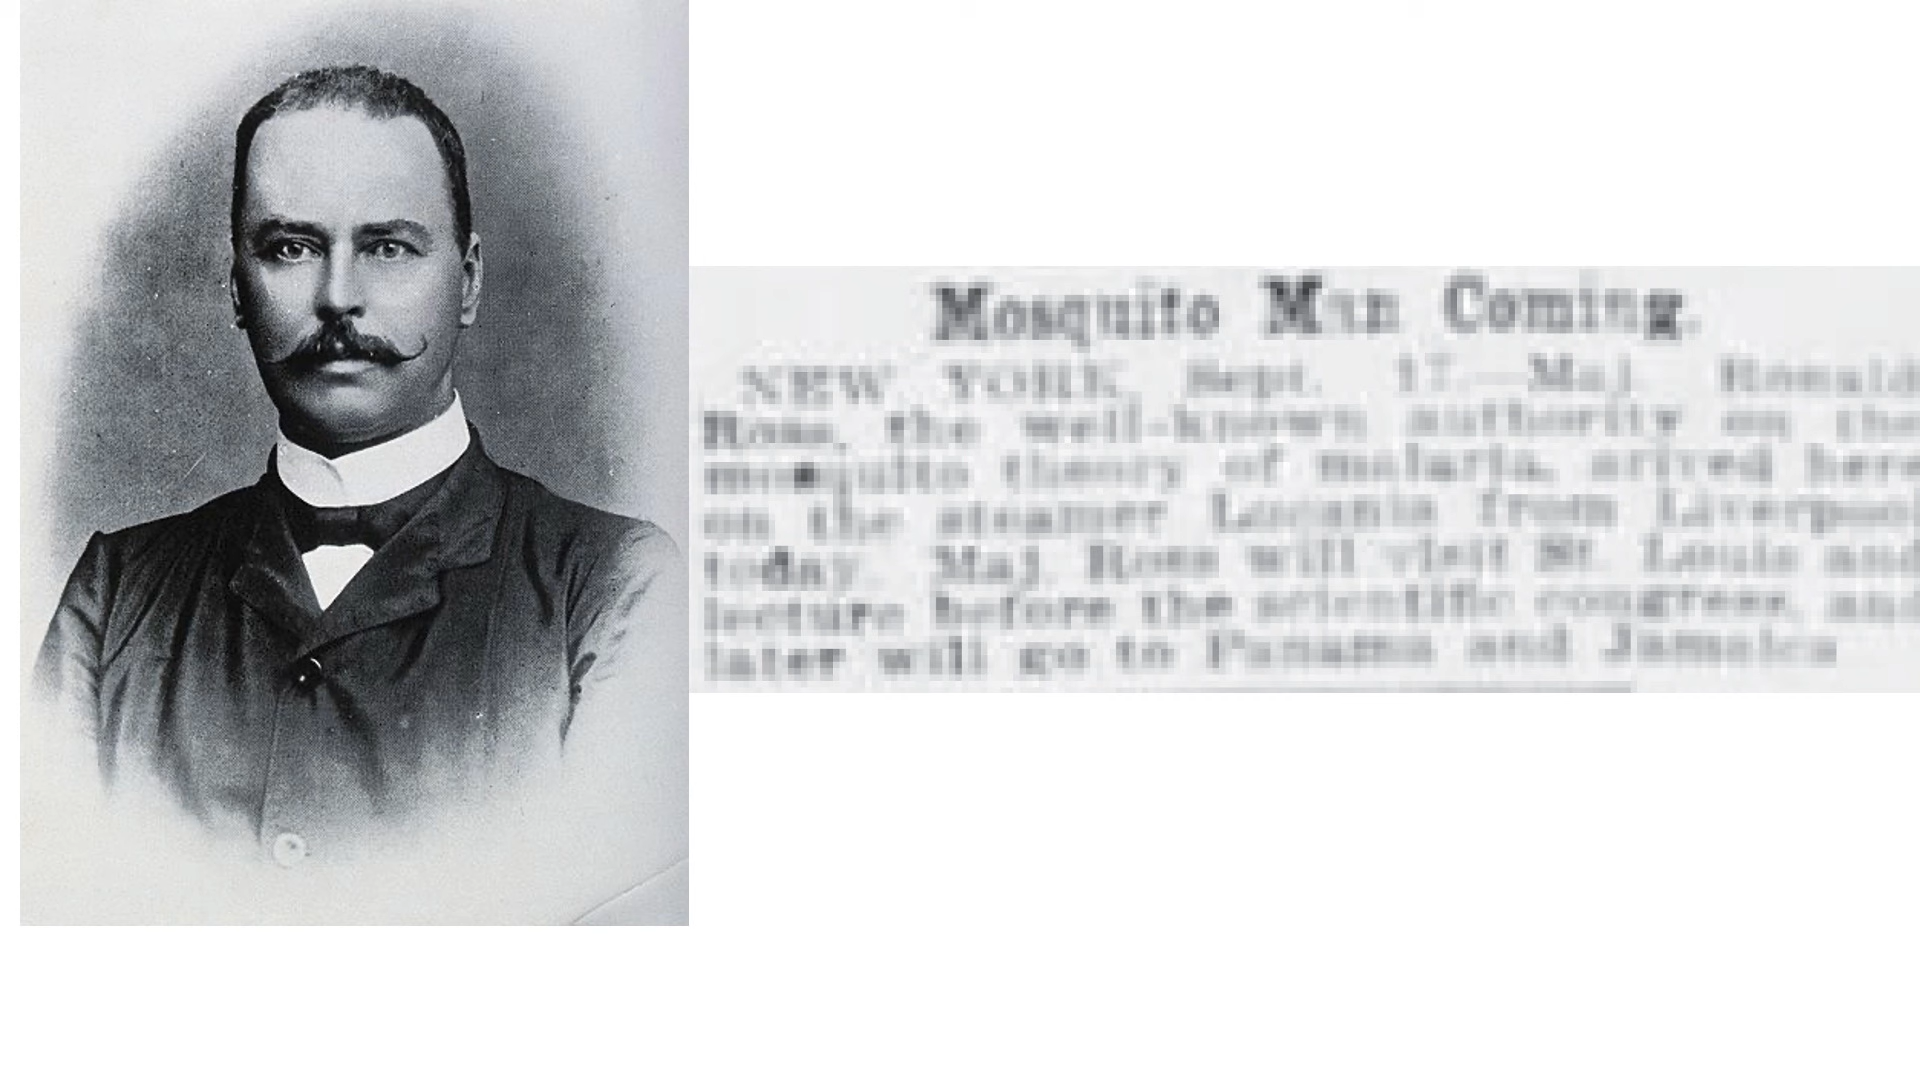 Mosquito Man Coming.
NEW YORK, Sept. 17.—Maj. Ronald
Ross, the well-known authority on the
mosquito theory of malaria, arived here
on the steamer Lucania from Liverpool
today. Maj. Ross will visit St. Louis and
lecture before the scientific congress, and
later will go to Panama and Jamaica